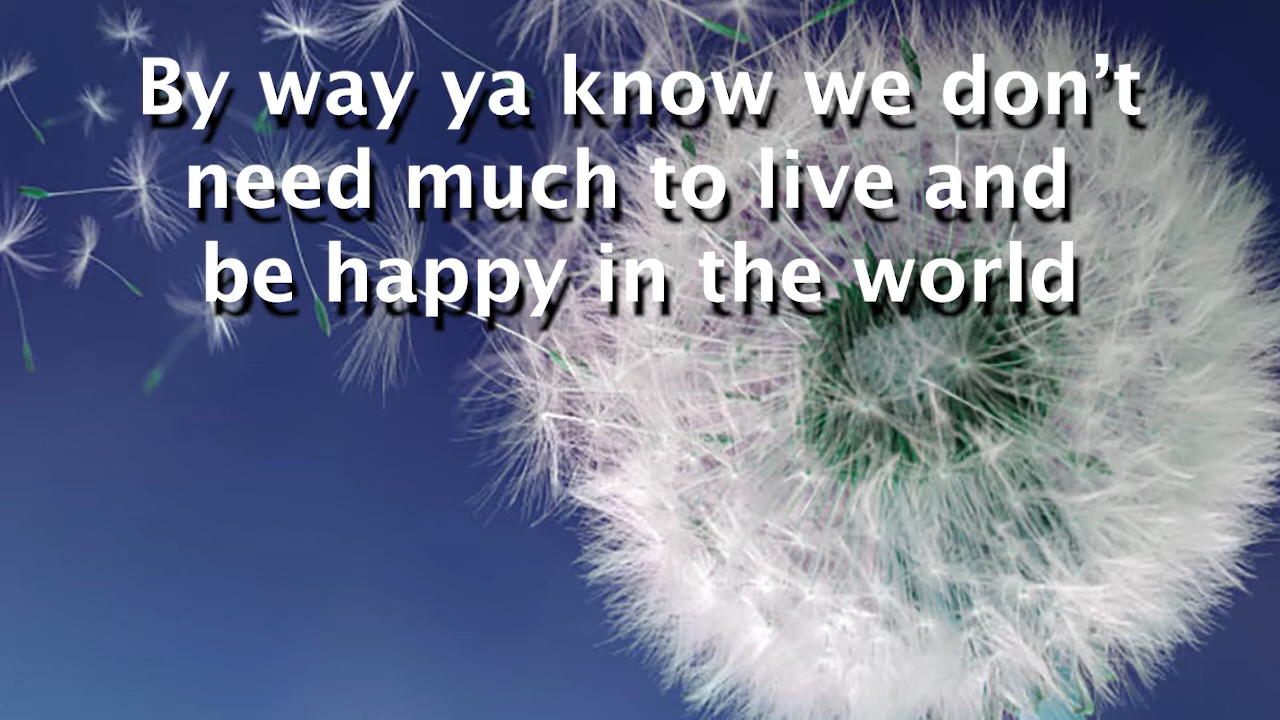 By way ya know we don’t
need much to live and
be happy in the world